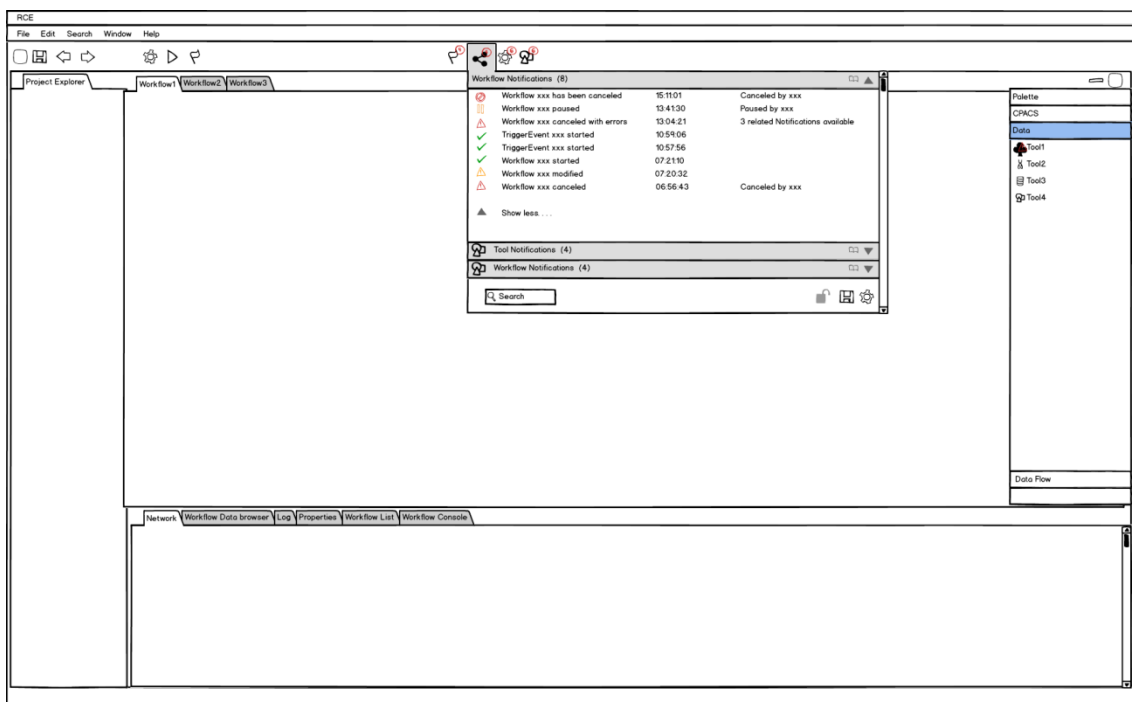 RCE
File Edit Search Window Help
Project Explorer
Workflow1 Workflow2 Workflow3
Workflow Notifications (8)
Workflow xxx has been canceled 15:11:01 Canceled by xxx
Workflow xxx paused 13:41:30 Paused by xxx
Workflow xxx canceled with errors 13:04:21 3 related Notifications available
TriggerEvent xxx started 10:59:06
TriggerEvent xxx started 10:57:56
Workflow xxx started 07:21:10
Workflow xxx modified 07:20:32
Workflow xxx canceled 06:56:43 Canceled by xxx
Show less. . . .
Tool Notifications (4)
Workflow Notifications (4)
Search
Palette
CPACS
Data
Tool1
Tool2
Tool3
Tool4
Data Flow
Network Workflow Data browser Log Properties Workflow List Workflow Console